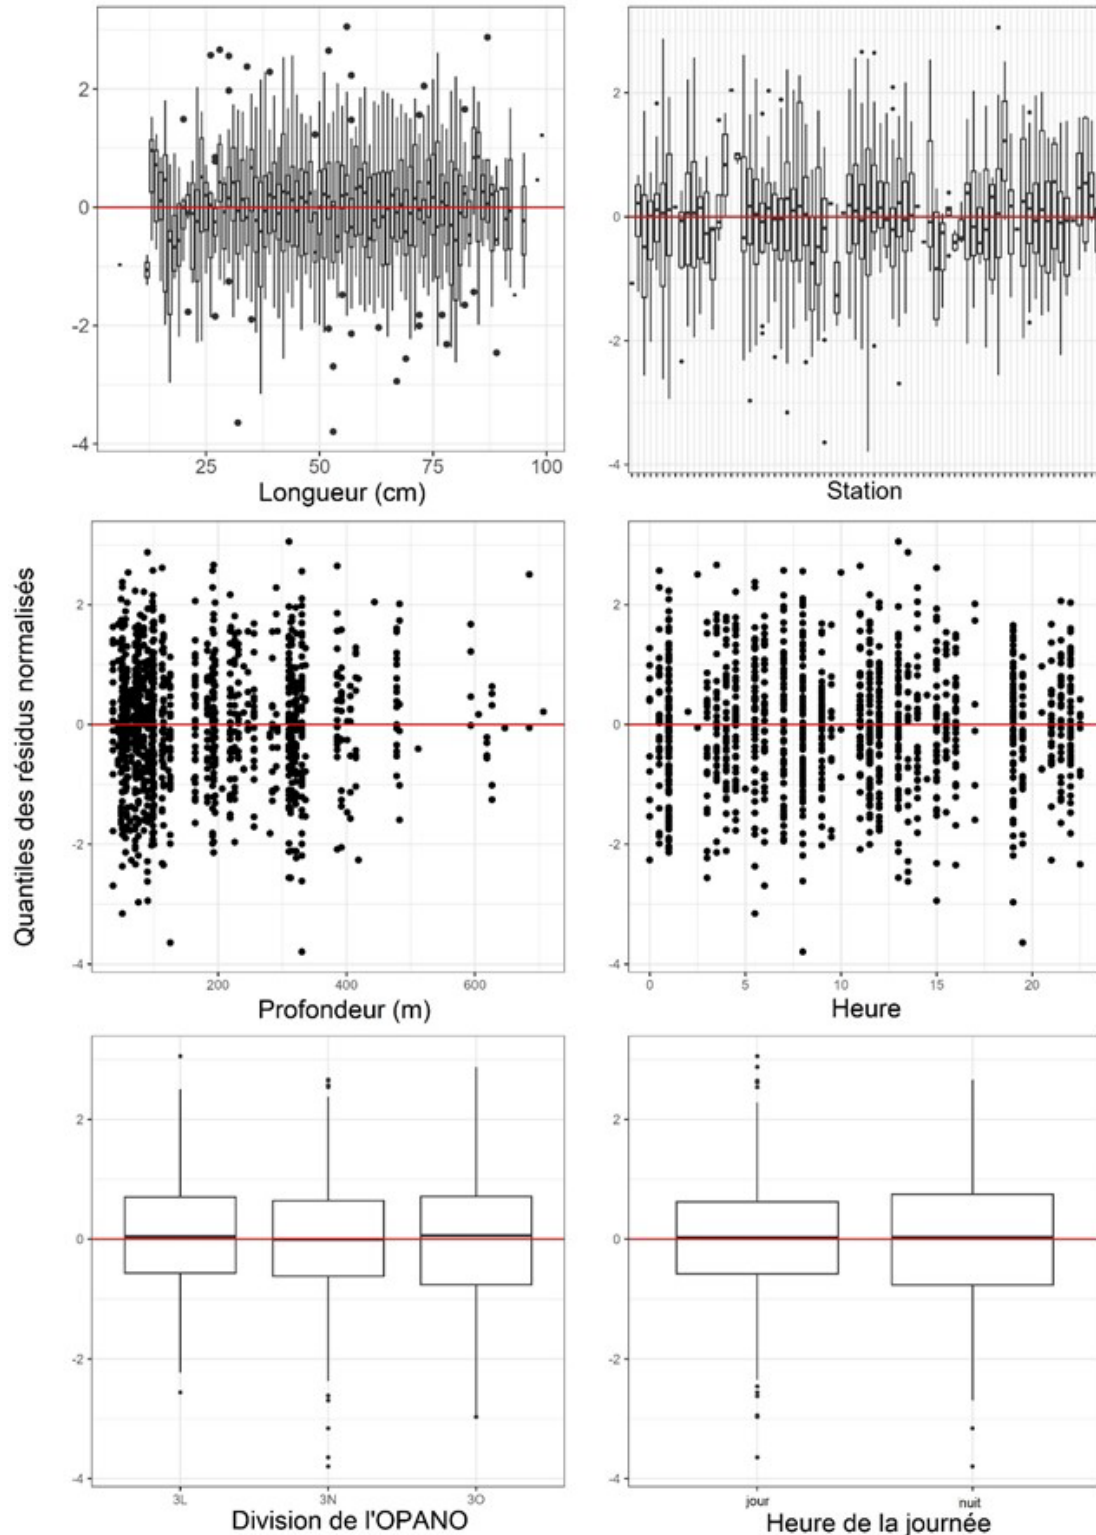 Quantiles des résidus normalisés
2
0
-2
-4
25 50 75 100
Longueur (cm)
2
0
-2
-4
Station
2
0
-2
-4
200 400 600
Profondeur (m)
2
0
-2
-4
0 5 10 15 20
Heure
2
0
-2
-4
3L 3N 3O
Division de l'OPANO
2
0
-2
-4
jour nuit
Heure de la journée